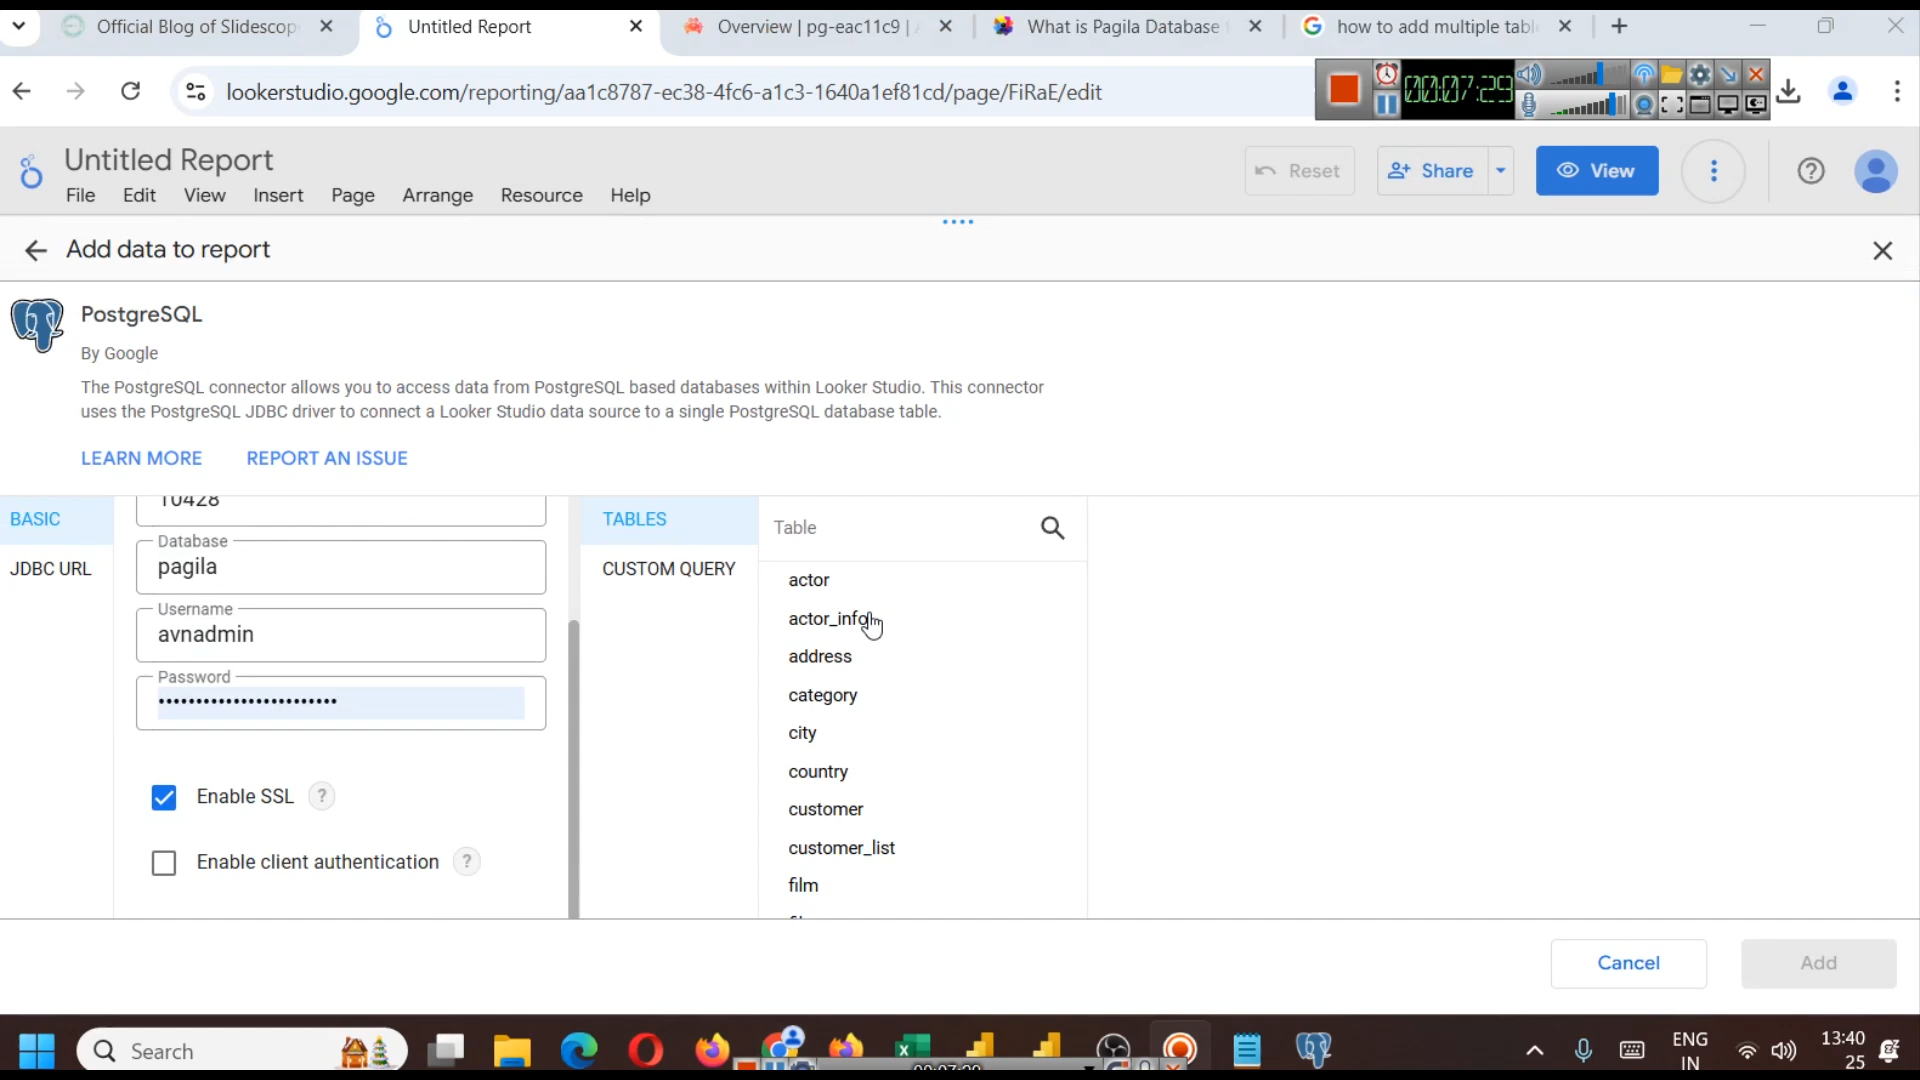 Official Blog of Slidescop
Untitled Report
Overview | pg-eac11c9 | A
What is Pagila Database
how to add multiple tabl
lookerstudio.google.com/reporting/aa1c8787-ec38-4fc6-a1c3-1640a1ef81cd/page/FiRaE/edit
00:07:29
Untitled Report
File Edit View Insert Page Arrange Resource Help
Reset
Share
View
Add data to report
PostgreSQL
By Google
The PostgreSQL connector allows you to access data from PostgreSQL based databases within Looker Studio. This connector
uses the PostgreSQL JDBC driver to connect a Looker Studio data source to a single PostgreSQL database table.
LEARN MORE REPORT AN ISSUE
BASIC
JDBC URL
10428
Database
pagila
Username
avnadmin
Password
Enable SSL ?
Enable client authentication ?
TABLES
CUSTOM QUERY
Table
actor
actor_info
address
category
city
country
customer
customer_list
film
Cancel
Add
Search
ENG
IN
13:40
25